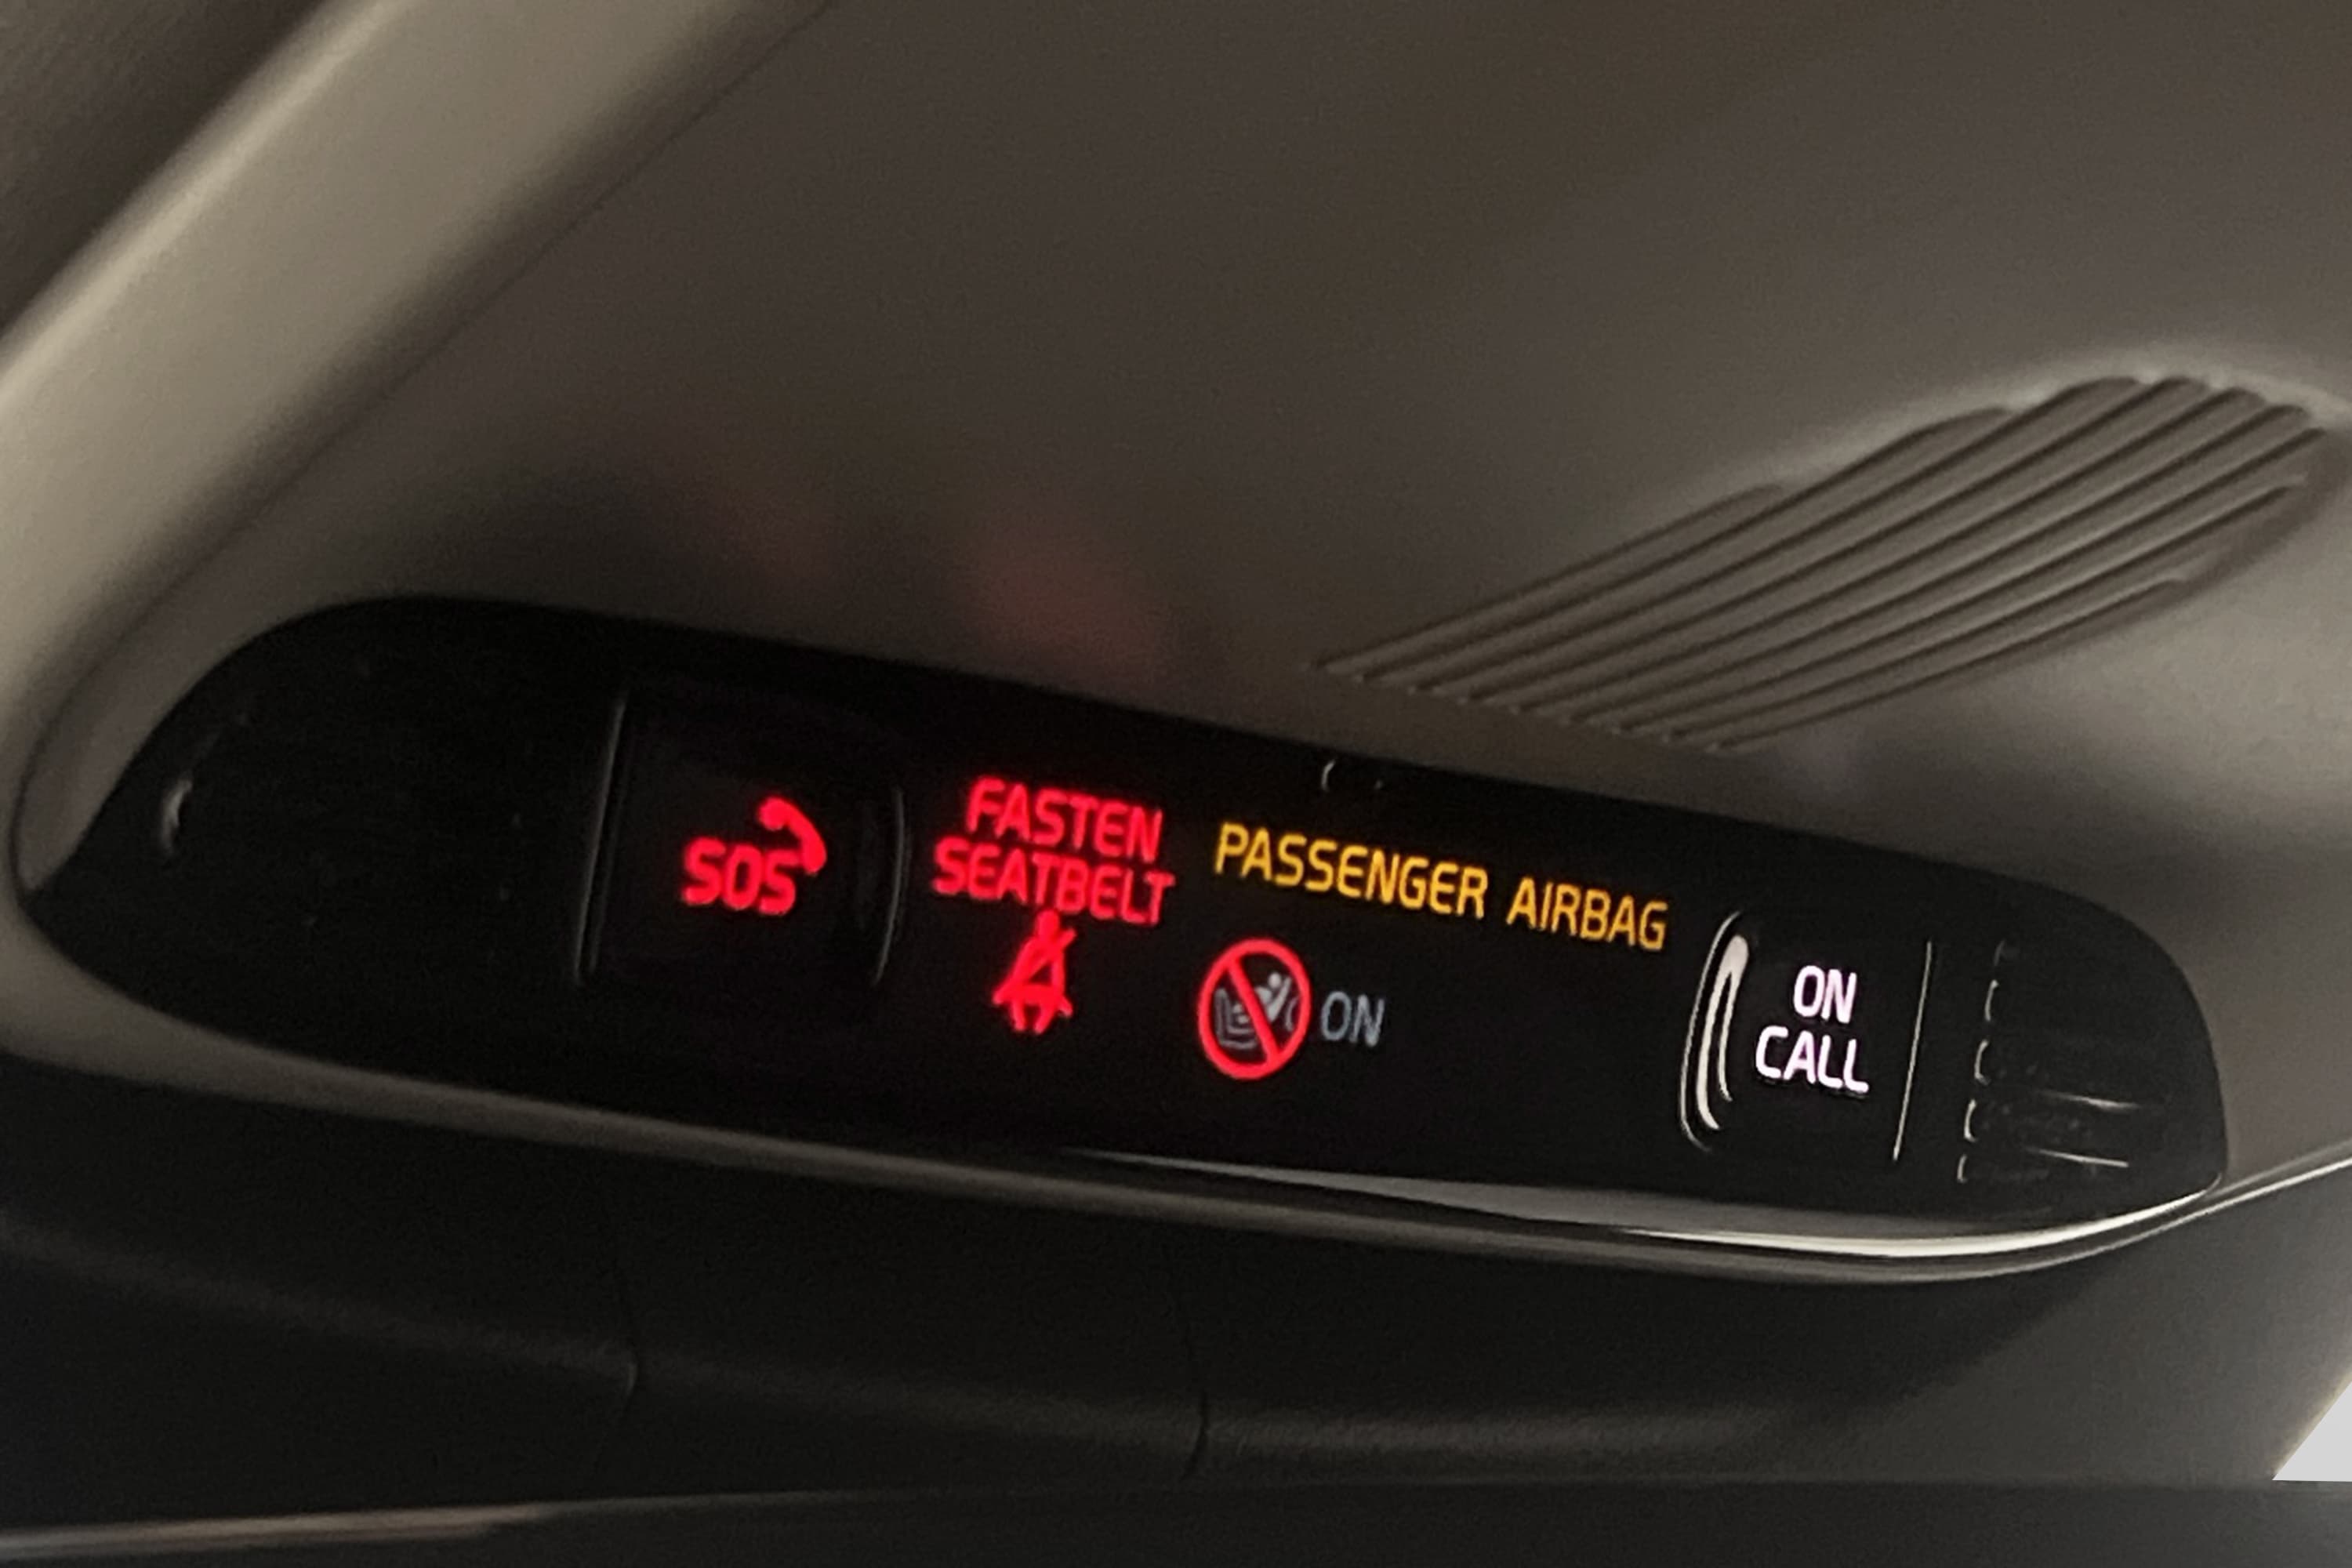 SOS
FASTEN
SEATBELT
PASSENGER AIRBAG
ON
ON
CALL